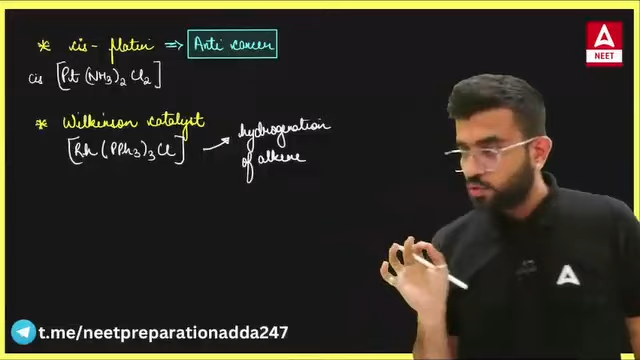 * cis-platin ⇒ Anti cancer
cis [Pt (NH3)2 Cl2]
* Wilkinson catalyst
[Rh (PPh3)3 Cl] → hydrogenation
of alkene
A
NEET
A
t.me/neetpreparationadda247